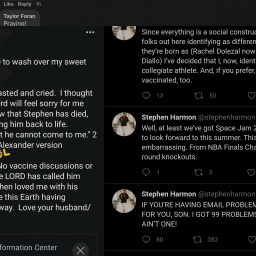 Like · Reply · 1h
Taylor Foran
Praying!
e to wash over my sweet
asted and cried. I thought
ord will feel sorry for me
ow that Stephen has died,
ng him back to life.
t he cannot come to me." 2
Alexander version
No vaccine discussions or
e LORD has called him
hen loved me with his
e this Earth having
way. Love your husband/
formation Center
Since everything is a social construc
folks out here identifying as differen
they're born as (Rachel Dolezal now
Diallo) I've decided that I, now, ident
collegiate athlete. And, if you prefer,
vaccinated, too.
13 50
Stephen Harmon @stephenharmon
Well, at least we've got Space Jam 2
to look forward to this summer. This
embarrassing. From NBA Finals Cha
round knockouts.
1 3
Stephen Harmon @stephenharmon
IF YOU'RE HAVING EMAIL PROBLEM
FOR YOU, SON. I GOT 99 PROBLEMS
AIN'T ONE!
80 382